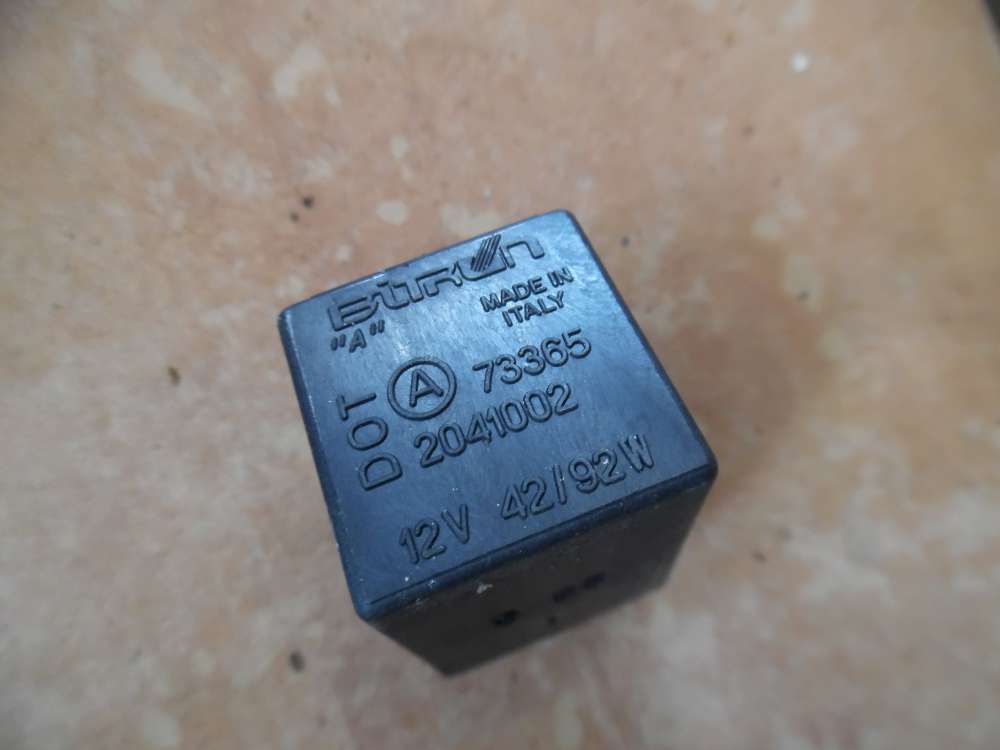 BITRON
MADE IN
ITALY
"A"
DOT
A 73365
2041002
12V 42/92W